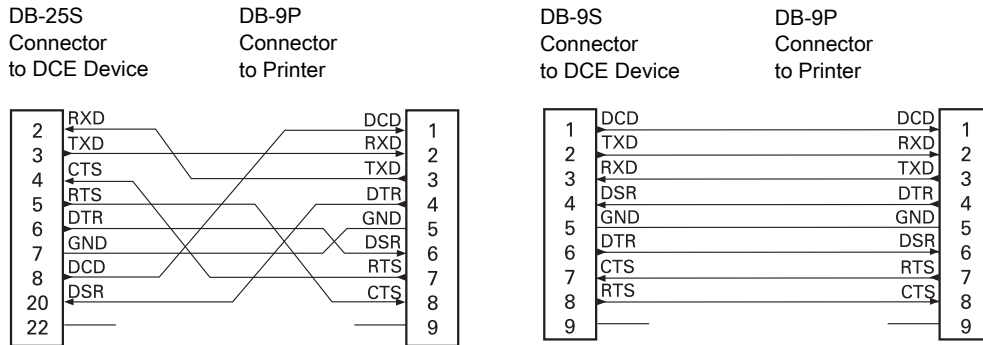 DB-25S
Connector
to DCE Device
DB-9P
Connector
to Printer
2 RXD DCD 1
3 TXD RXD 2
4 CTS TXD 3
5 RTS DTR 4
6 DTR GND 5
7 GND DSR 6
8 DCD RTS 7
20 DSR CTS 8
22 9
DB-9S
Connector
to DCE Device
DB-9P
Connector
to Printer
1 DCD DCD 1
2 TXD RXD 2
3 RXD TXD 3
4 DSR DTR 4
5 GND GND 5
6 DTR DSR 6
7 CTS RTS 7
8 RTS CTS 8
9 9